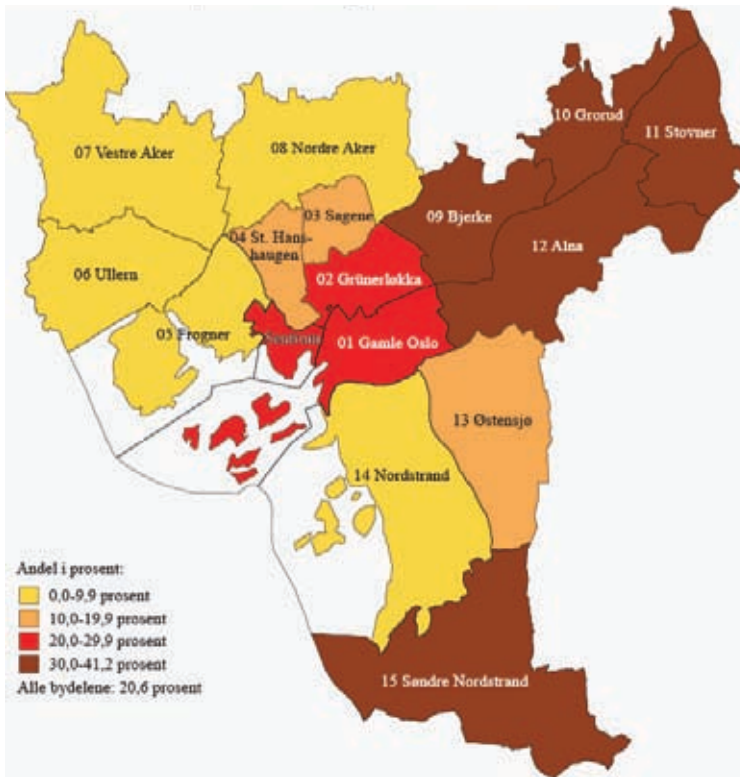 10 Grorud
11 Stovner
07 Vestre Aker
08 Nordre Aker
03 Sagene
09 Bjerke
04 St. Hans-
haugen
12 Alna
06 Ullern
02 Grünerløkka
05 Frogner
Sentrum
01 Gamle Oslo
13 Østensjø
14 Nordstrand
Andel i prosent:
0,0-9,9 prosent
10,0-19,9 prosent
20,0-29,9 prosent
30,0-41,2 prosent
Alle bydelene: 20,6 prosent
15 Søndre Nordstrand